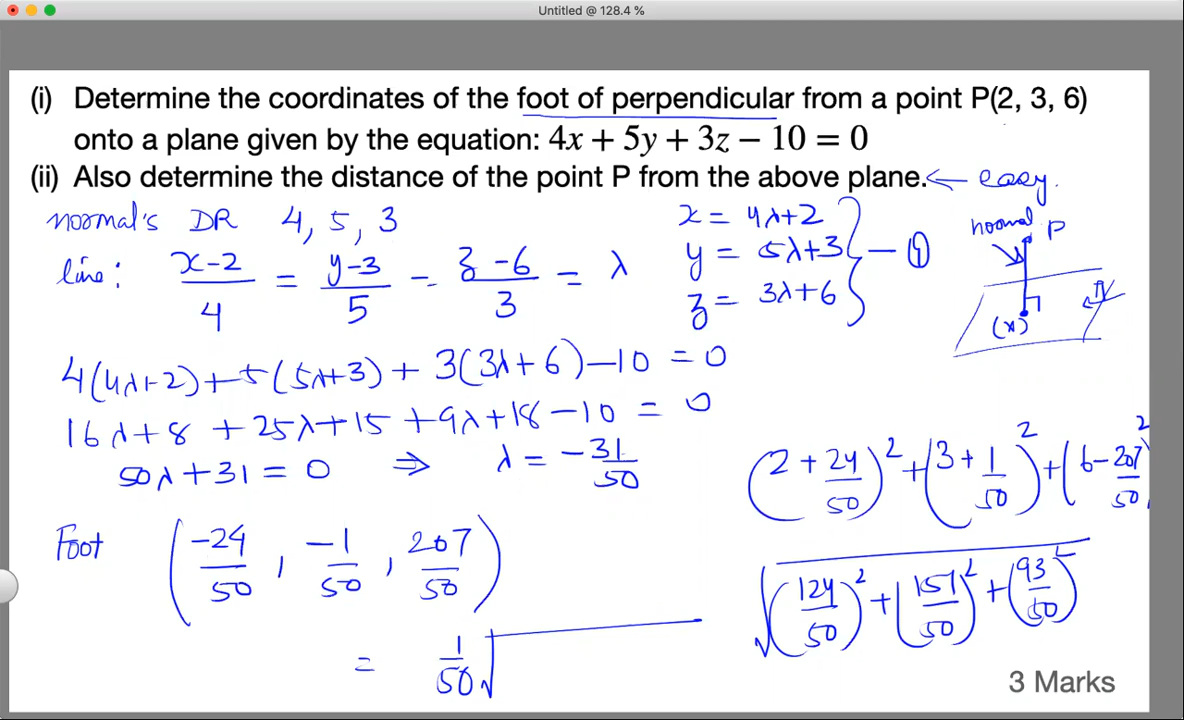 Untitled @ 128.4 %
(i) Determine the coordinates of the foot of perpendicular from a point P(2, 3, 6)
onto a plane given by the equation: 4x + 5y + 3z − 10 = 0
(ii) Also determine the distance of the point P from the above plane. ← easy.
normal's DR 4, 5, 3
line: (x−2)/4 = (y−3)/5 = (z−6)/3 = λ
x = 4λ+2
y = 5λ+3 } — ①
z = 3λ+6
normal P
(x)
4(4λ+2)+5(5λ+3)+3(3λ+6)−10 = 0
16λ+8 +25λ+15 +9λ+18 −10 = 0
50λ+31 = 0 ⇒ λ = −31/50
Foot (−24/50, −1/50, 207/50)
(2+24/50)²+(3+1/50)²+(6−207/50)²
√((124/50)²+(151/50)²+(93/50)²)
= 1/50 √
3 Marks